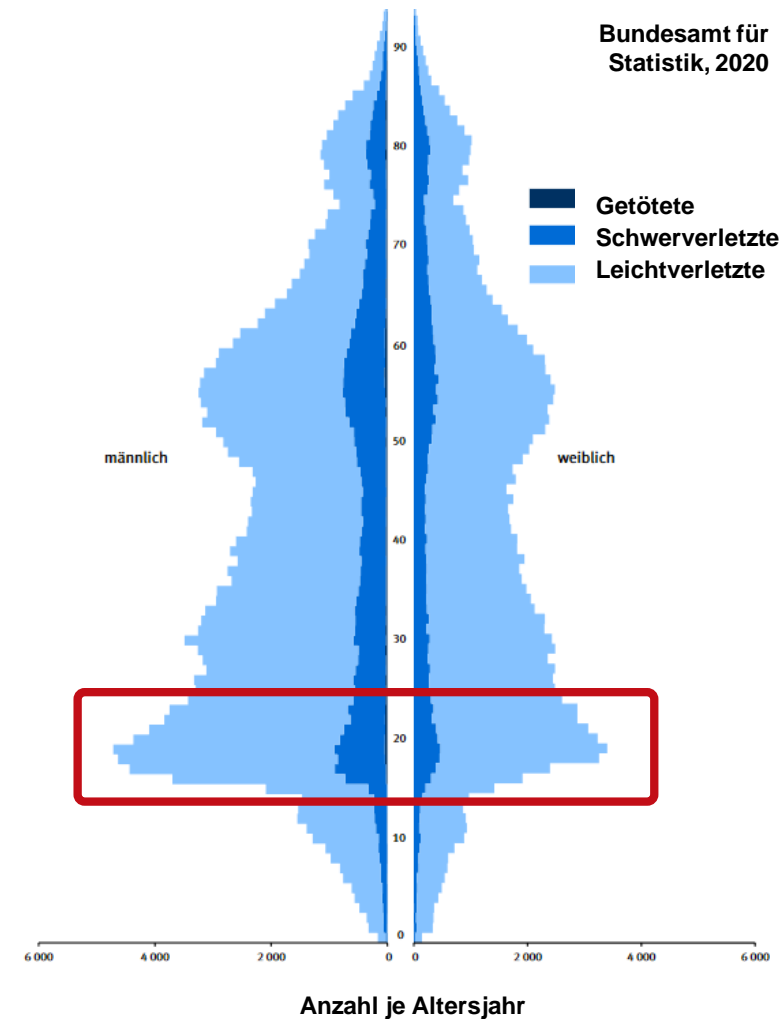 Bundesamt für
Statistik, 2020
90
80
Getötete
Schwerverletzte
Leichtverletzte
70
60
50
männlich
weiblich
40
30
20
10
0
6 000 4 000 2 000 0 0 2 000 4 000 6 000
Anzahl je Altersjahr